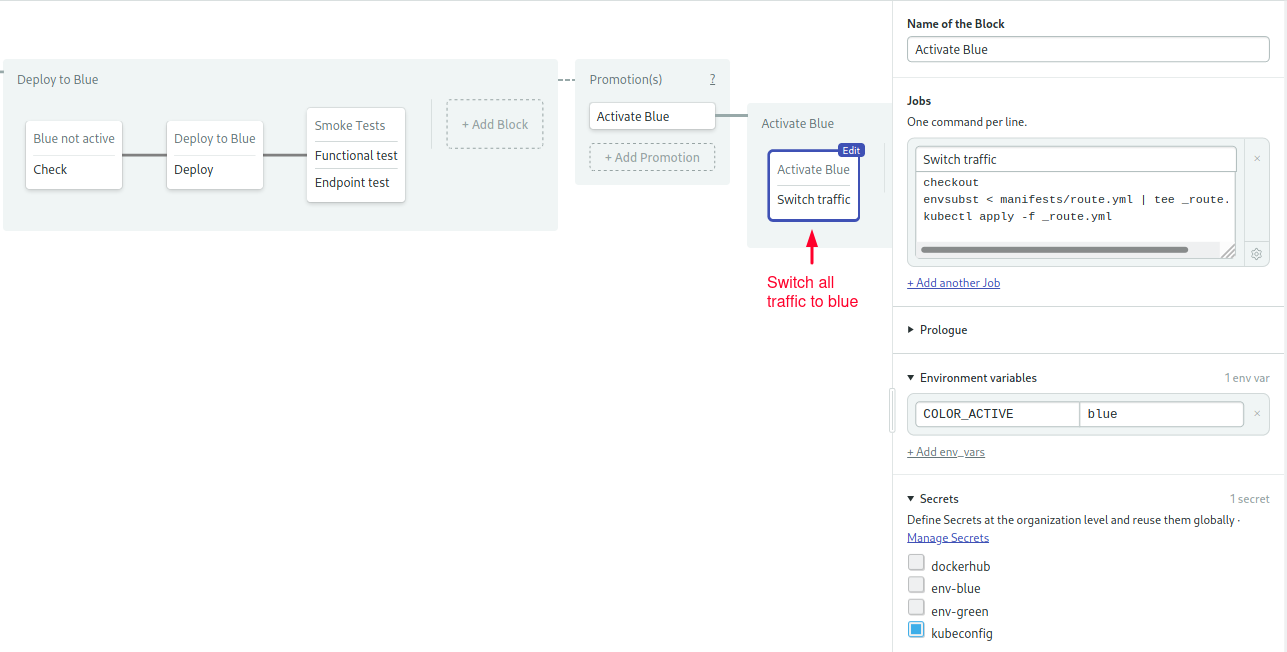 Deploy to Blue
Blue not active
Check
Deploy to Blue
Deploy
Smoke Tests
Functional test
Endpoint test
+ Add Block
Promotion(s)
?
Activate Blue
+ Add Promotion
Activate Blue
Edit
Activate Blue
Switch traffic
Switch all
traffic to blue
Name of the Block
Activate Blue
Jobs
One command per line.
Switch traffic
×
checkout
envsubst < manifests/route.yml | tee _route.
kubectl apply -f _route.yml
+ Add another Job
Prologue
Environment variables
1 env var
COLOR_ACTIVE
blue
×
+ Add env_vars
Secrets
1 secret
Define Secrets at the organization level and reuse them globally ·
Manage Secrets
dockerhub
env-blue
env-green
kubeconfig